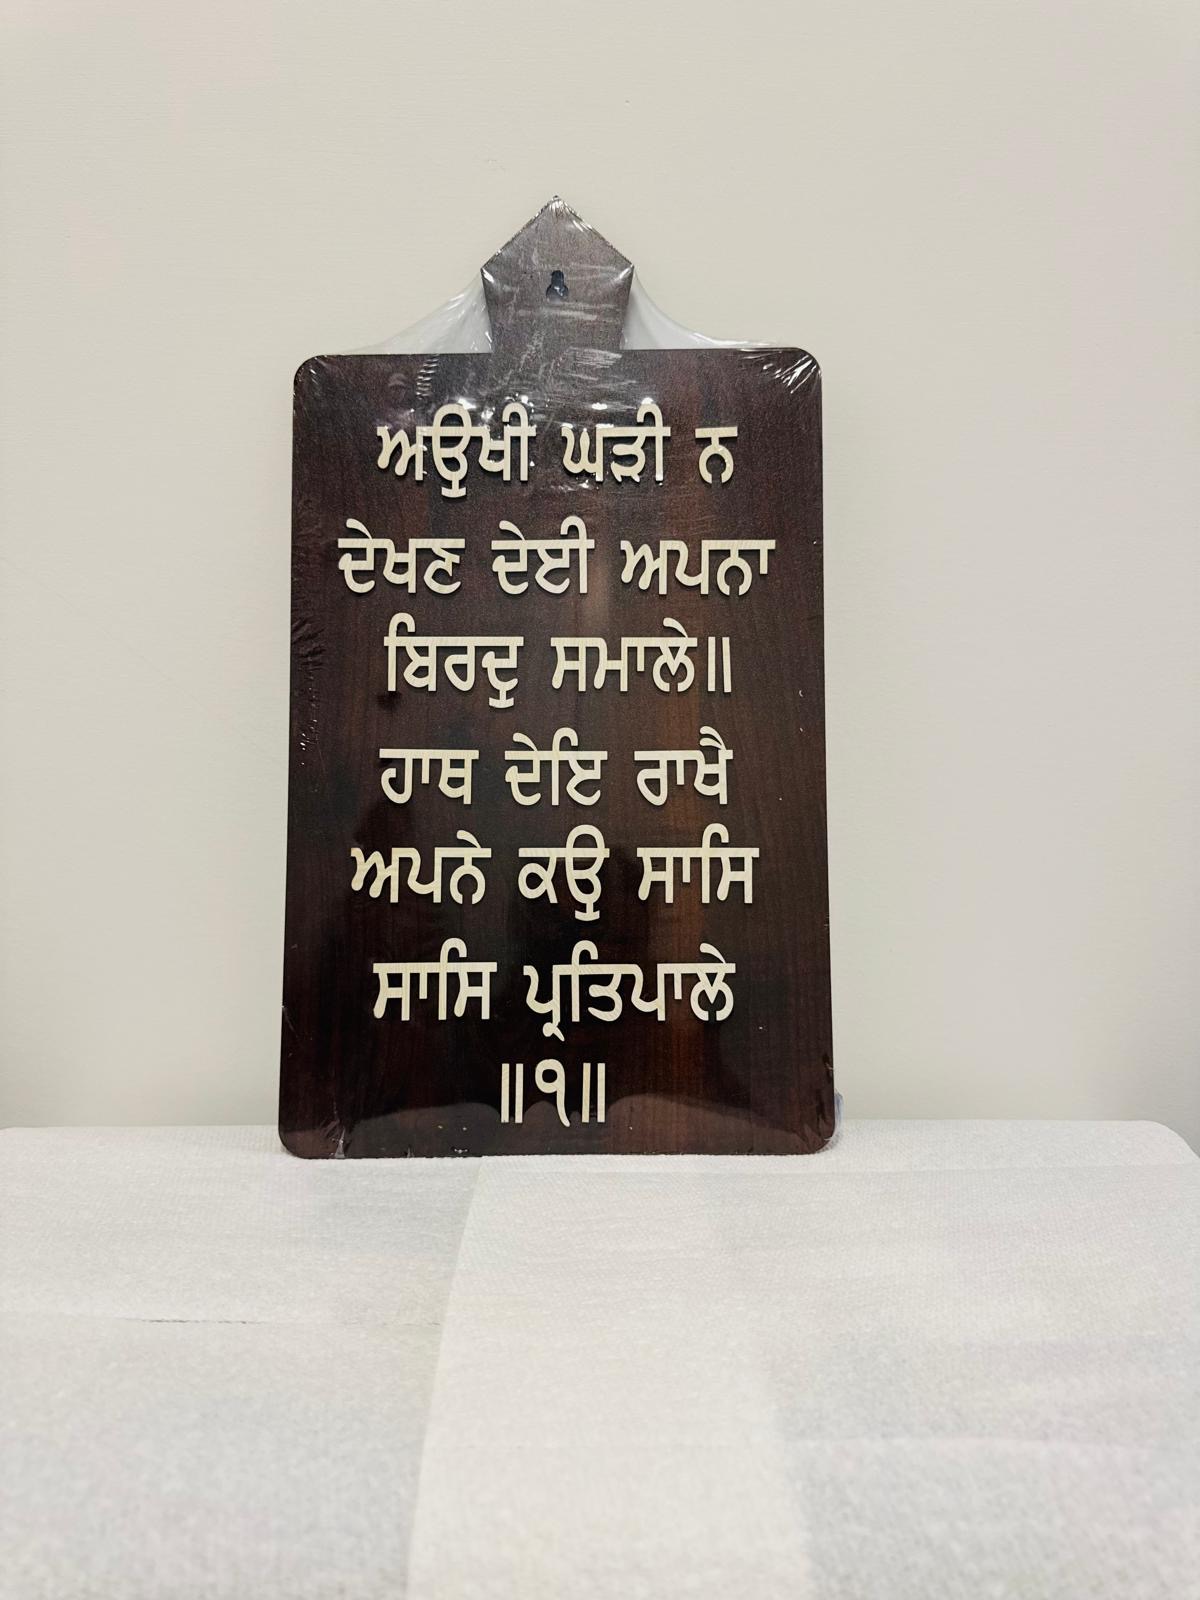 ਅਉਖੀ ਘੜੀ ਨ
ਦੇਖਣ ਦੇਈ ਅਪਨਾ
ਬਿਰਦੁ ਸਮਾਲੇ॥
ਹਾਥ ਦੇਇ ਰਾਖੈ
ਅਪਨੇ ਕਉ ਸਾਸਿ
ਸਾਸਿ ਪ੍ਰਤਿਪਾਲੇ
॥੧॥